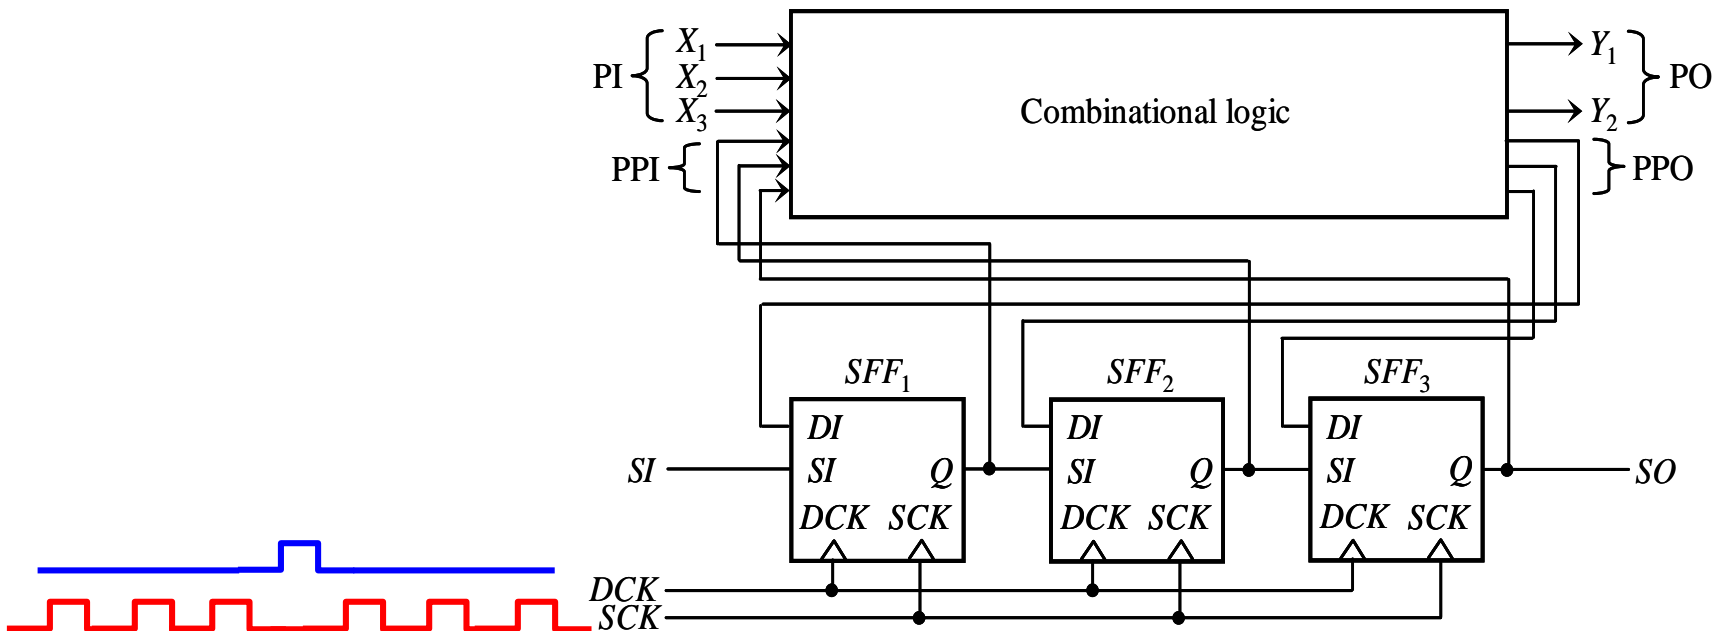 X1 Y1
PI X2 PO
X3 Combinational logic Y2
PPI PPO
SFF1 SFF2 SFF3
DI DI DI
SI SI Q SI Q SI Q SO
DCK SCK DCK SCK DCK SCK
DCK
SCK